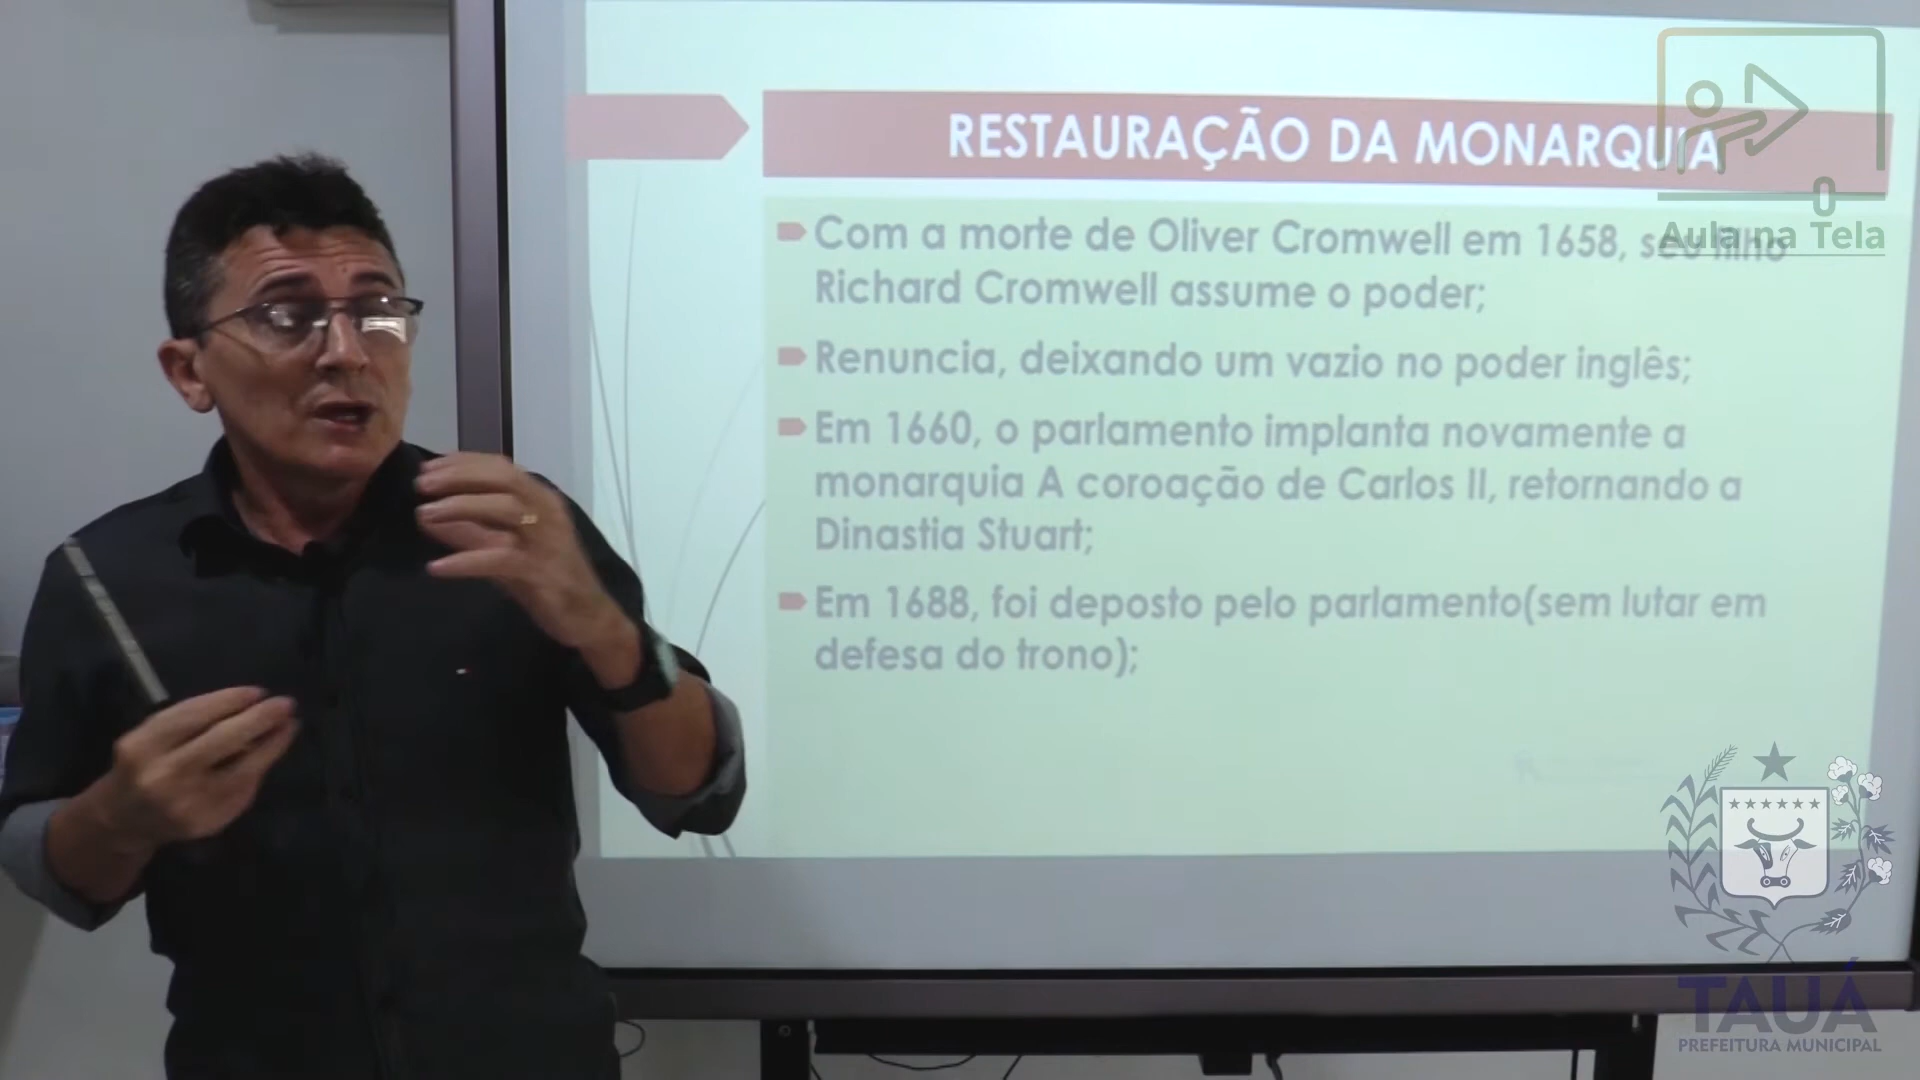 RESTAURAÇÃO DA MONARQUIA
Com a morte de Oliver Cromwell em 1658, seu filho
Richard Cromwell assume o poder;
Renuncia, deixando um vazio no poder inglês;
Em 1660, o parlamento implanta novamente a
monarquia A coroação de Carlos II, retornando a
Dinastia Stuart;
Em 1688, foi deposto pelo parlamento(sem lutar em
defesa do trono);
Aula na Tela
TAUÁ
PREFEITURA MUNICIPAL